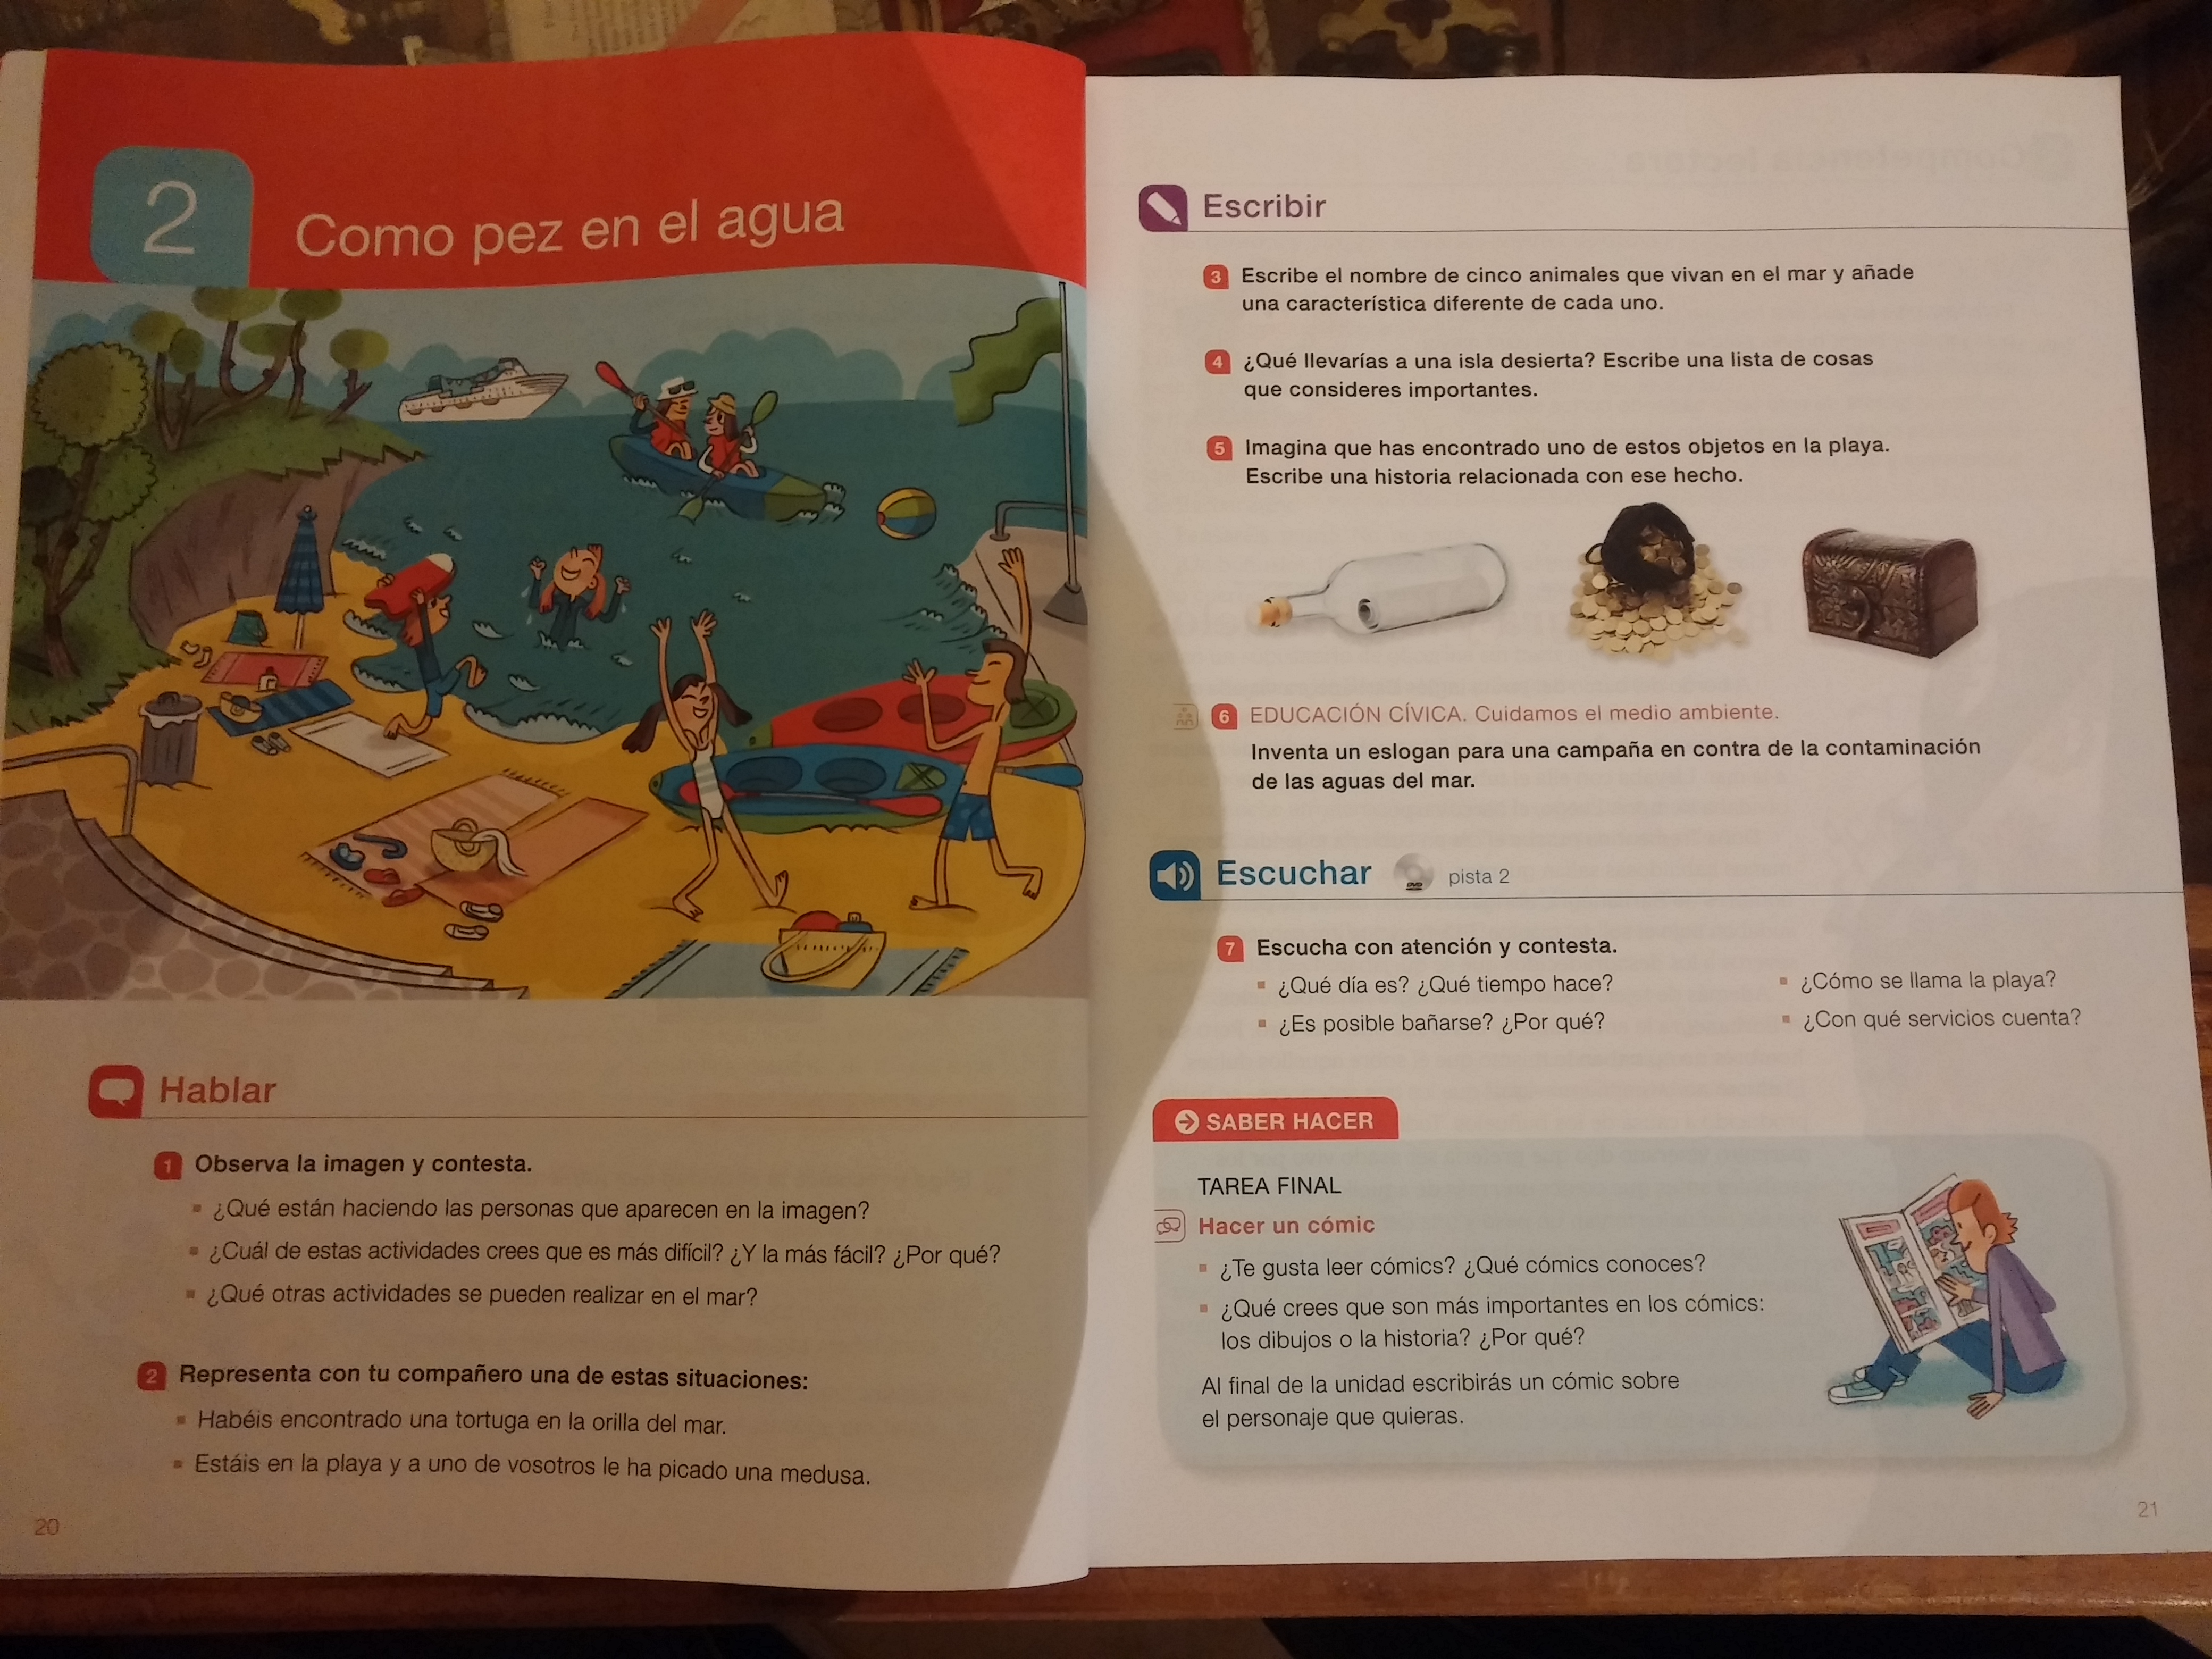 2
Como pez en el agua
Hablar
1 Observa la imagen y contesta.
▪ ¿Qué están haciendo las personas que aparecen en la imagen?
▪ ¿Cuál de estas actividades crees que es más difícil? ¿Y la más fácil? ¿Por qué?
▪ ¿Qué otras actividades se pueden realizar en el mar?
2 Representa con tu compañero una de estas situaciones:
▪ Habéis encontrado una tortuga en la orilla del mar.
▪ Estáis en la playa y a uno de vosotros le ha picado una medusa.
20
Escribir
3 Escribe el nombre de cinco animales que vivan en el mar y añade
una característica diferente de cada uno.
4 ¿Qué llevarías a una isla desierta? Escribe una lista de cosas
que consideres importantes.
5 Imagina que has encontrado uno de estos objetos en la playa.
Escribe una historia relacionada con ese hecho.
6 EDUCACIÓN CÍVICA. Cuidamos el medio ambiente.
Inventa un eslogan para una campaña en contra de la contaminación
de las aguas del mar.
Escuchar DVD pista 2
7 Escucha con atención y contesta.
▪ ¿Qué día es? ¿Qué tiempo hace?
▪ ¿Es posible bañarse? ¿Por qué?
▪ ¿Cómo se llama la playa?
▪ ¿Con qué servicios cuenta?
SABER HACER
TAREA FINAL
Hacer un cómic
▪ ¿Te gusta leer cómics? ¿Qué cómics conoces?
▪ ¿Qué crees que son más importantes en los cómics:
los dibujos o la historia? ¿Por qué?
Al final de la unidad escribirás un cómic sobre
el personaje que quieras.
21